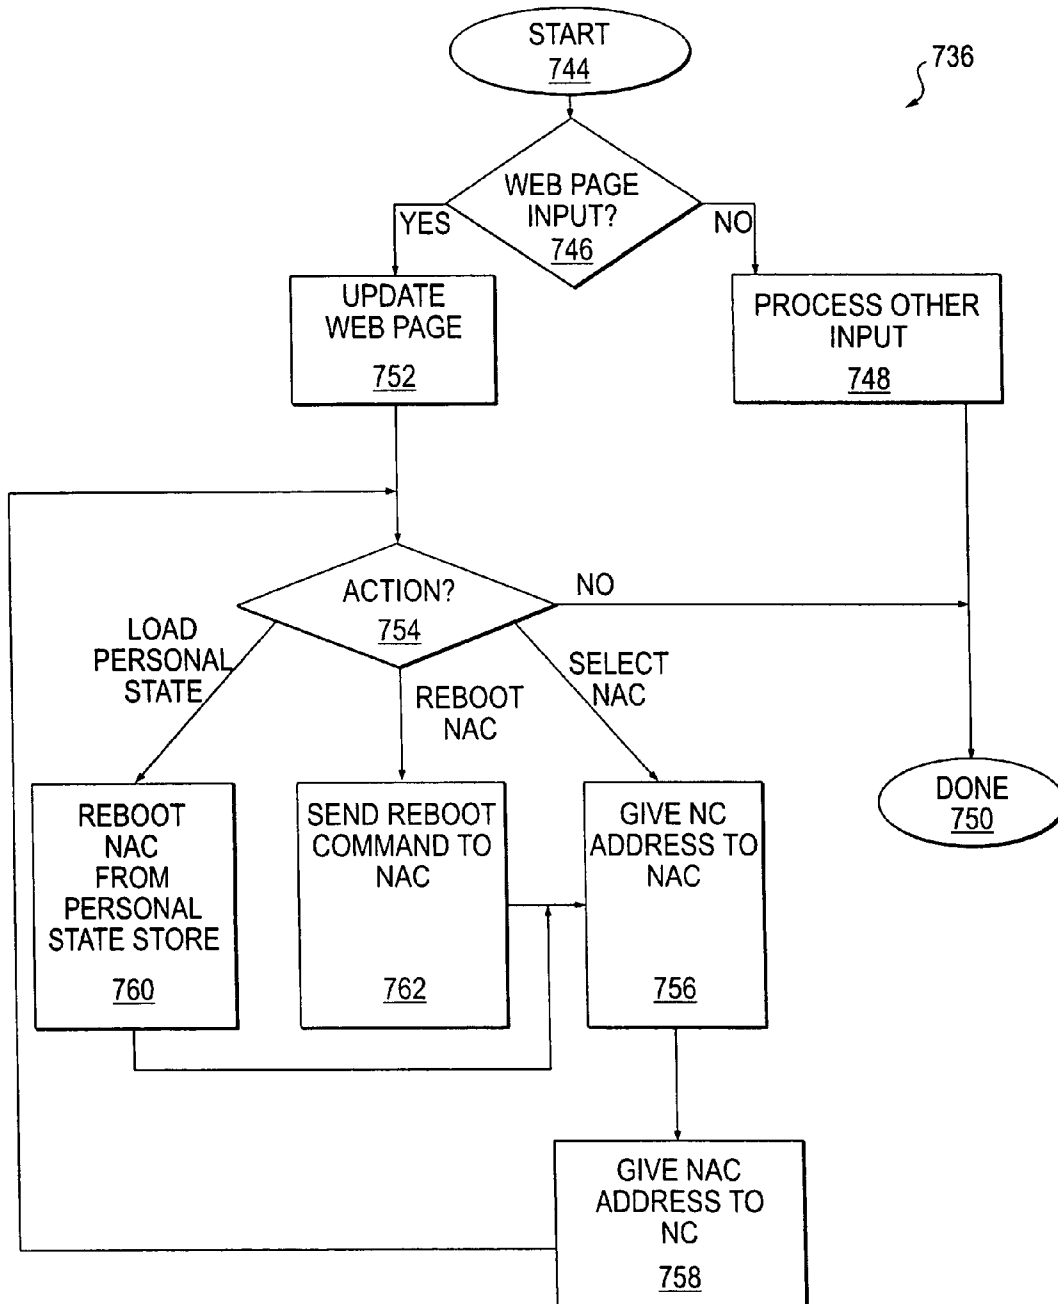 START
744
736
WEB PAGE
INPUT?
746
YES
NO
UPDATE
WEB PAGE
752
PROCESS OTHER
INPUT
748
ACTION?
754
NO
LOAD
PERSONAL
STATE
REBOOT
NAC
SELECT
NAC
DONE
750
REBOOT
NAC
FROM
PERSONAL
STATE STORE
760
SEND REBOOT
COMMAND TO
NAC
762
GIVE NC
ADDRESS TO
NAC
756
GIVE NAC
ADDRESS TO
NC
758